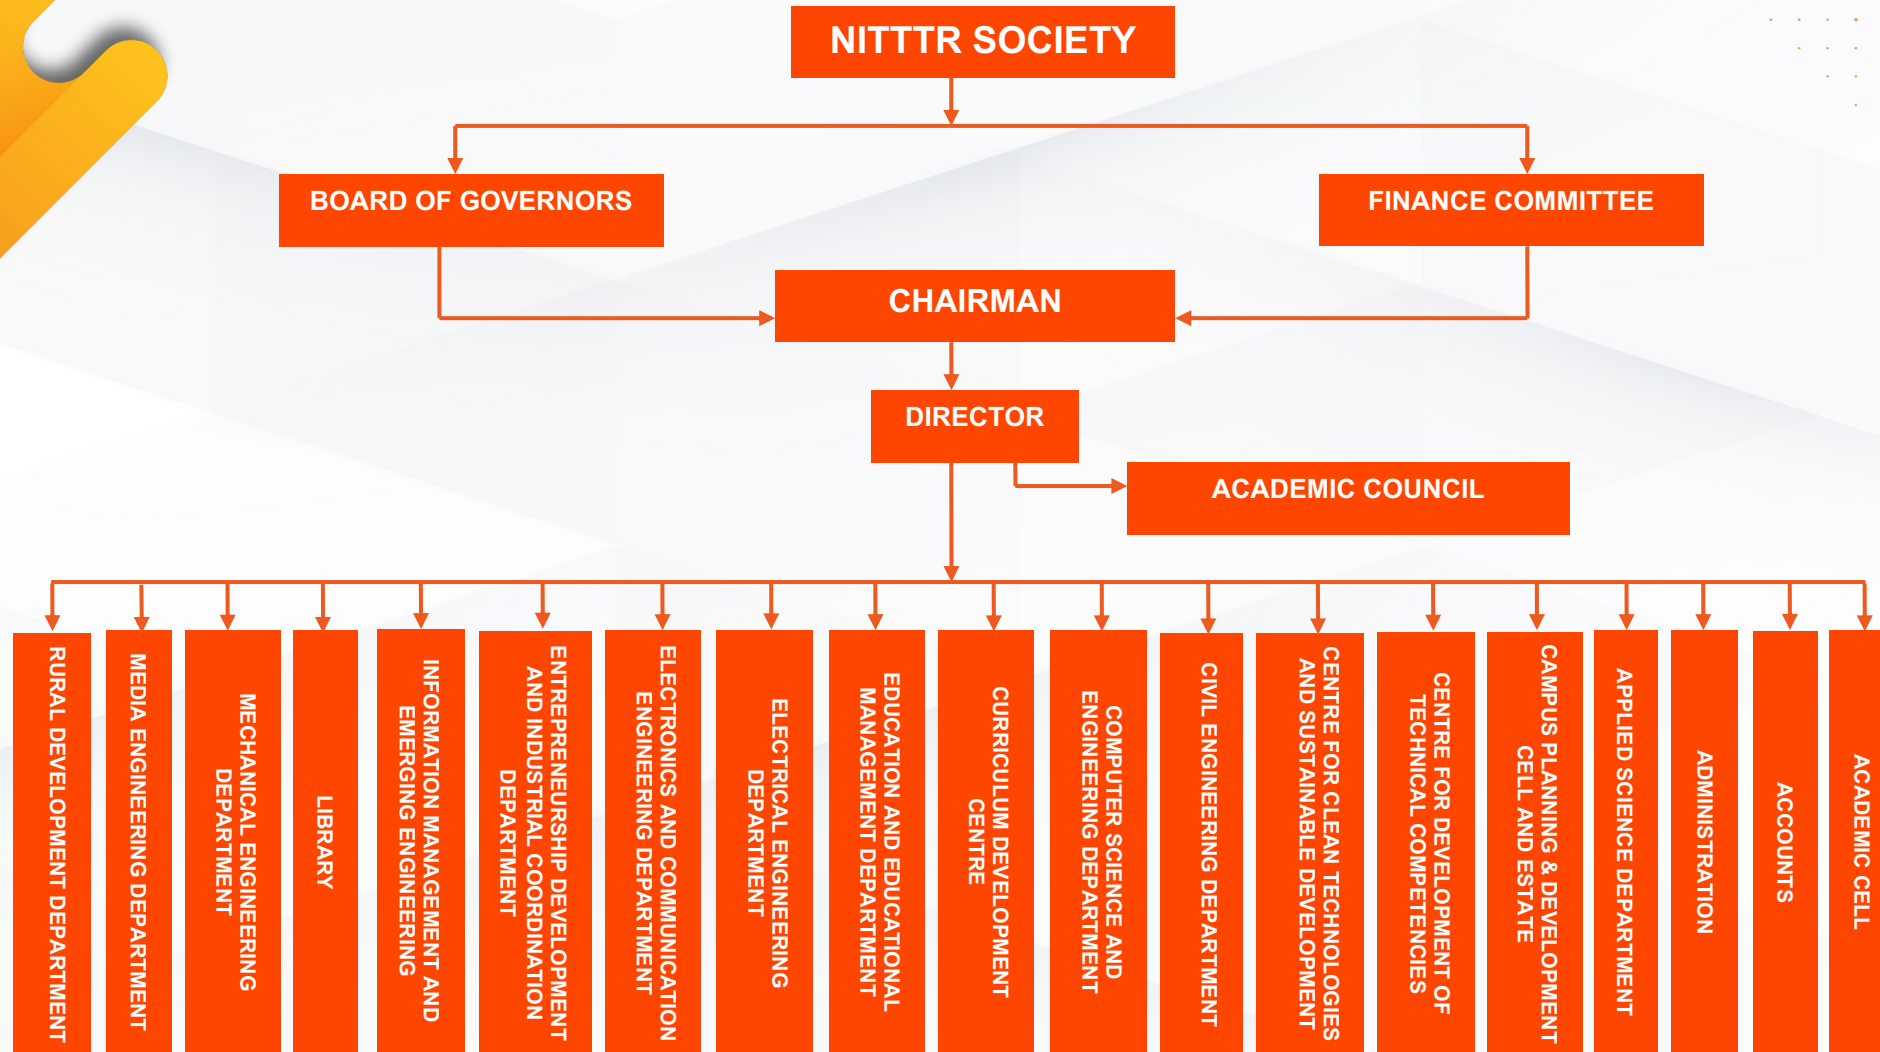 NITTTR SOCIETY
BOARD OF GOVERNORS
FINANCE COMMITTEE
CHAIRMAN
DIRECTOR
ACADEMIC COUNCIL
RURAL DEVELOPMENT DEPARTMENT
MEDIA ENGINEERING DEPARTMENT
MECHANICAL ENGINEERING
DEPARTMENT
LIBRARY
INFORMATION MANAGEMENT AND
EMERGING ENGINEERING
ENTREPRENEURSHIP DEVELOPMENT
AND INDUSTRIAL COORDINATION
DEPARTMENT
ELECTRONICS AND COMMUNICATION
ENGINEERING DEPARTMENT
ELECTRICAL ENGINEERING
DEPARTMENT
EDUCATION AND EDUCATIONAL
MANAGEMENT DEPARTMENT
CURRICULUM DEVELOPMENT
CENTRE
COMPUTER SCIENCE AND
ENGINEERING DEPARTMENT
CIVIL ENGINEERING DEPARTMENT
CENTRE FOR CLEAN TECHNOLOGIES
AND SUSTAINABLE DEVELOPMENT
CENTRE FOR DEVELOPMENT OF
TECHNICAL COMPETENCIES
CAMPUS PLANNING & DEVELOPMENT
CELL AND ESTATE
APPLIED SCIENCE DEPARTMENT
ADMINISTRATION
ACCOUNTS
ACADEMIC CELL